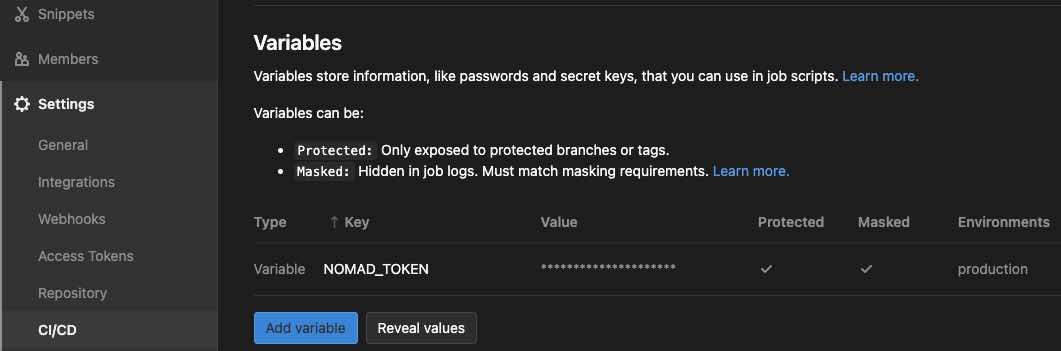 Snippets
Members
Settings
General
Integrations
Webhooks
Access Tokens
Repository
CI/CD
Variables
Variables store information, like passwords and secret keys, that you can use in job scripts. Learn more.
Variables can be:
• Protected: Only exposed to protected branches or tags.
• Masked: Hidden in job logs. Must match masking requirements. Learn more.
Type ↑ Key Value Protected Masked Environments
Variable NOMAD_TOKEN ********************* ✓ ✓ production
Add variable Reveal values